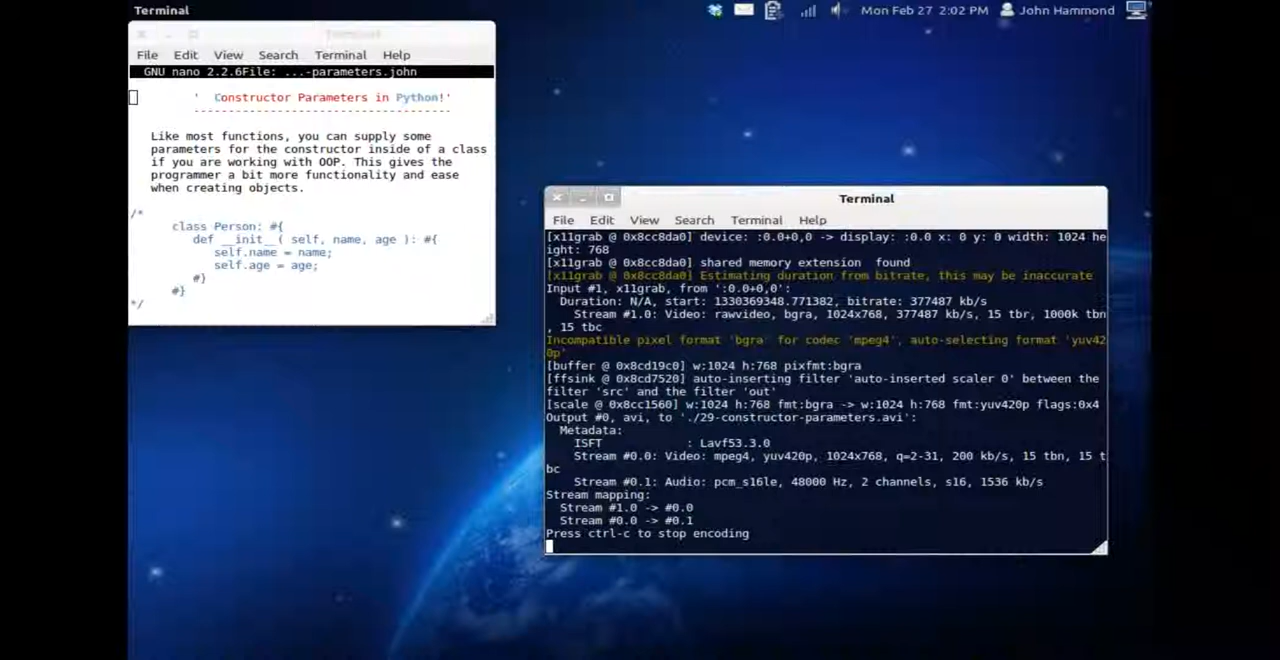 Terminal
Mon Feb 27 2:02 PM John Hammond
Terminal
File Edit View Search Terminal Help
GNU nano 2.2.6File: ...-parameters.john
' Constructor Parameters in Python!'
-----------------------------------
Like most functions, you can supply some
parameters for the constructor inside of a class
if you are working with OOP. This gives the
programmer a bit more functionality and ease
when creating objects.
/*
class Person: #{
def __init__( self, name, age ): #{
self.name = name;
self.age = age;
#}
#}
*/
Terminal
File Edit View Search Terminal Help
[x11grab @ 0x8cc8da0] device: :0.0+0,0 -> display: :0.0 x: 0 y: 0 width: 1024 he
ight: 768
[x11grab @ 0x8cc8da0] shared memory extension  found
[x11grab @ 0x8cc8da0] Estimating duration from bitrate, this may be inaccurate
Input #1, x11grab, from ':0.0+0,0':
Duration: N/A, start: 1330369348.771382, bitrate: 377487 kb/s
Stream #1.0: Video: rawvideo, bgra, 1024x768, 377487 kb/s, 15 tbr, 1000k tbn
, 15 tbc
Incompatible pixel format 'bgra' for codec 'mpeg4', auto-selecting format 'yuv42
0p'
[buffer @ 0x8cd19c0] w:1024 h:768 pixfmt:bgra
[ffsink @ 0x8cd7520] auto-inserting filter 'auto-inserted scaler 0' between the
filter 'src' and the filter 'out'
[scale @ 0x8cc1560] w:1024 h:768 fmt:bgra -> w:1024 h:768 fmt:yuv420p flags:0x4
Output #0, avi, to './29-constructor-parameters.avi':
Metadata:
ISFT : Lavf53.3.0
Stream #0.0: Video: mpeg4, yuv420p, 1024x768, q=2-31, 200 kb/s, 15 tbn, 15 t
bc
Stream #0.1: Audio: pcm_s16le, 48000 Hz, 2 channels, s16, 1536 kb/s
Stream mapping:
Stream #1.0 -> #0.0
Stream #0.0 -> #0.1
Press ctrl-c to stop encoding